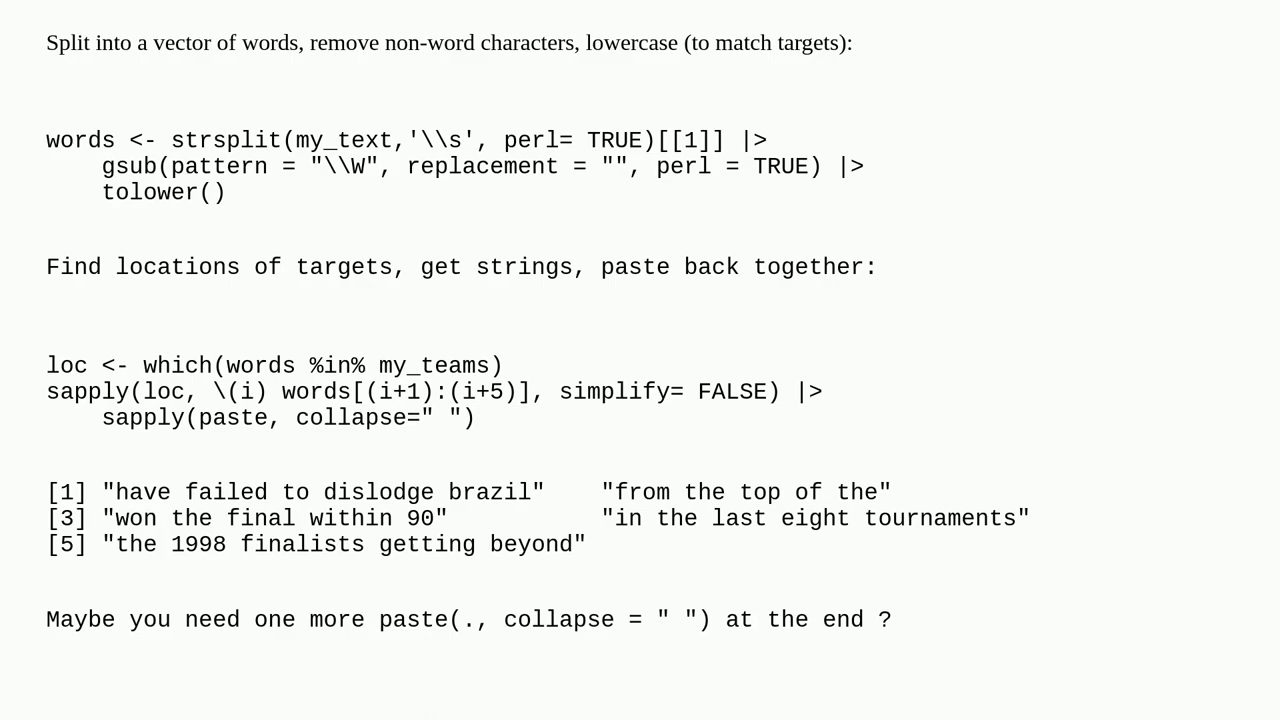 Split into a vector of words, remove non-word characters, lowercase (to match targets):
words <- strsplit(my_text,'\\s', perl= TRUE)[[1]] |>
    gsub(pattern = "\\W", replacement = "", perl = TRUE) |>
    tolower()
Find locations of targets, get strings, paste back together:
loc <- which(words %in% my_teams)
sapply(loc, \(i) words[(i+1):(i+5)], simplify= FALSE) |>
    sapply(paste, collapse=" ")
[1] "have failed to dislodge brazil"    "from the top of the"
[3] "won the final within 90"           "in the last eight tournaments"
[5] "the 1998 finalists getting beyond"
Maybe you need one more paste(., collapse = " ") at the end ?